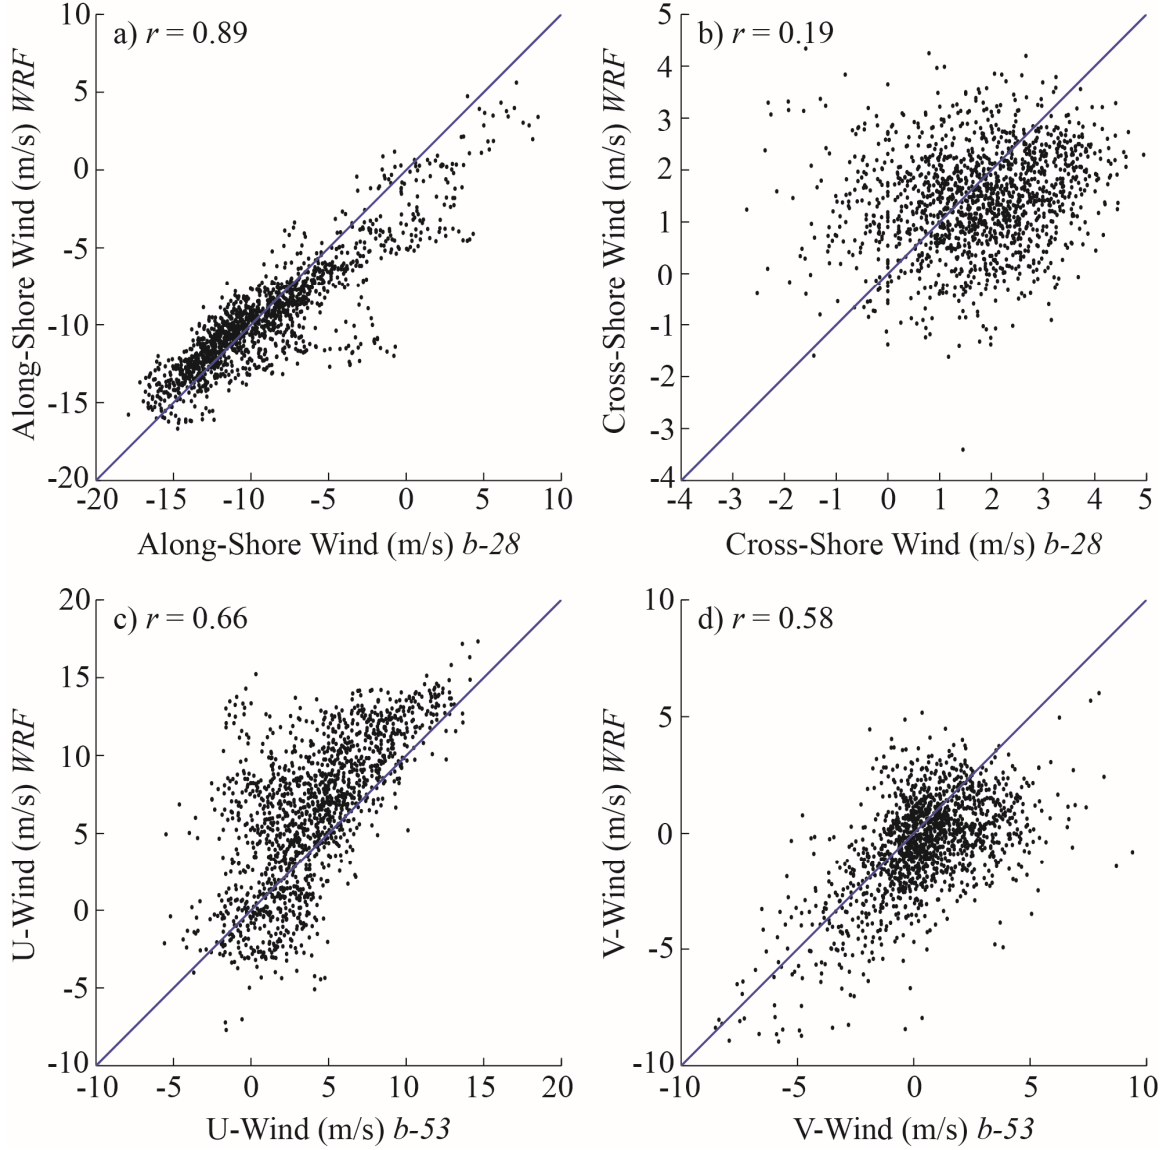 a) r = 0.89
10
5
0
-5
-10
-15
-20
Along-Shore Wind (m/s) WRF
-20 -15 -10 -5 0 5 10
Along-Shore Wind (m/s) b-28
b) r = 0.19
5
4
3
2
1
0
-1
-2
-3
-4
Cross-Shore Wind (m/s) WRF
-4 -3 -2 -1 0 1 2 3 4 5
Cross-Shore Wind (m/s) b-28
c) r = 0.66
20
15
10
5
0
-5
-10
U-Wind (m/s) WRF
-10 -5 0 5 10 15 20
U-Wind (m/s) b-53
d) r = 0.58
10
5
0
-5
-10
V-Wind (m/s) WRF
-10 -5 0 5 10
V-Wind (m/s) b-53